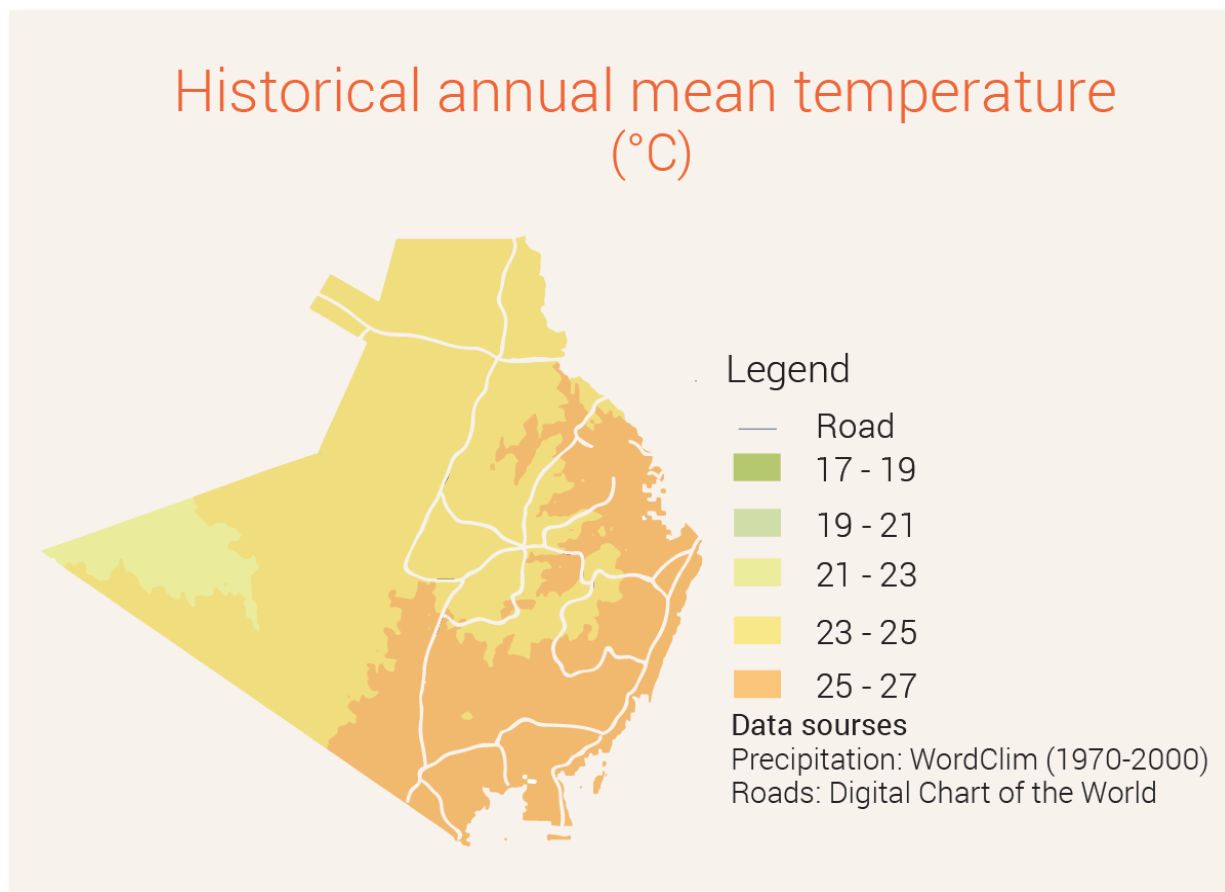 Historical annual mean temperature
(°C)
Legend
Road
17 - 19
19 - 21
21 - 23
23 - 25
25 - 27
Data sourses
Precipitation: WordClim (1970-2000)
Roads: Digital Chart of the World